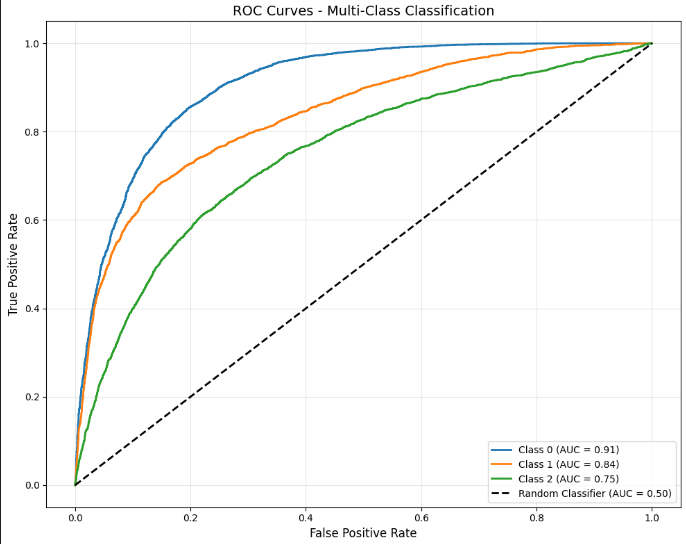 ROC Curves - Multi-Class Classification
1.0
0.8
0.6
0.4
0.2
0.0
True Positive Rate
Class 0 (AUC = 0.91)
Class 1 (AUC = 0.84)
Class 2 (AUC = 0.75)
Random Classifier (AUC = 0.50)
0.0 0.2 0.4 0.6 0.8 1.0
False Positive Rate